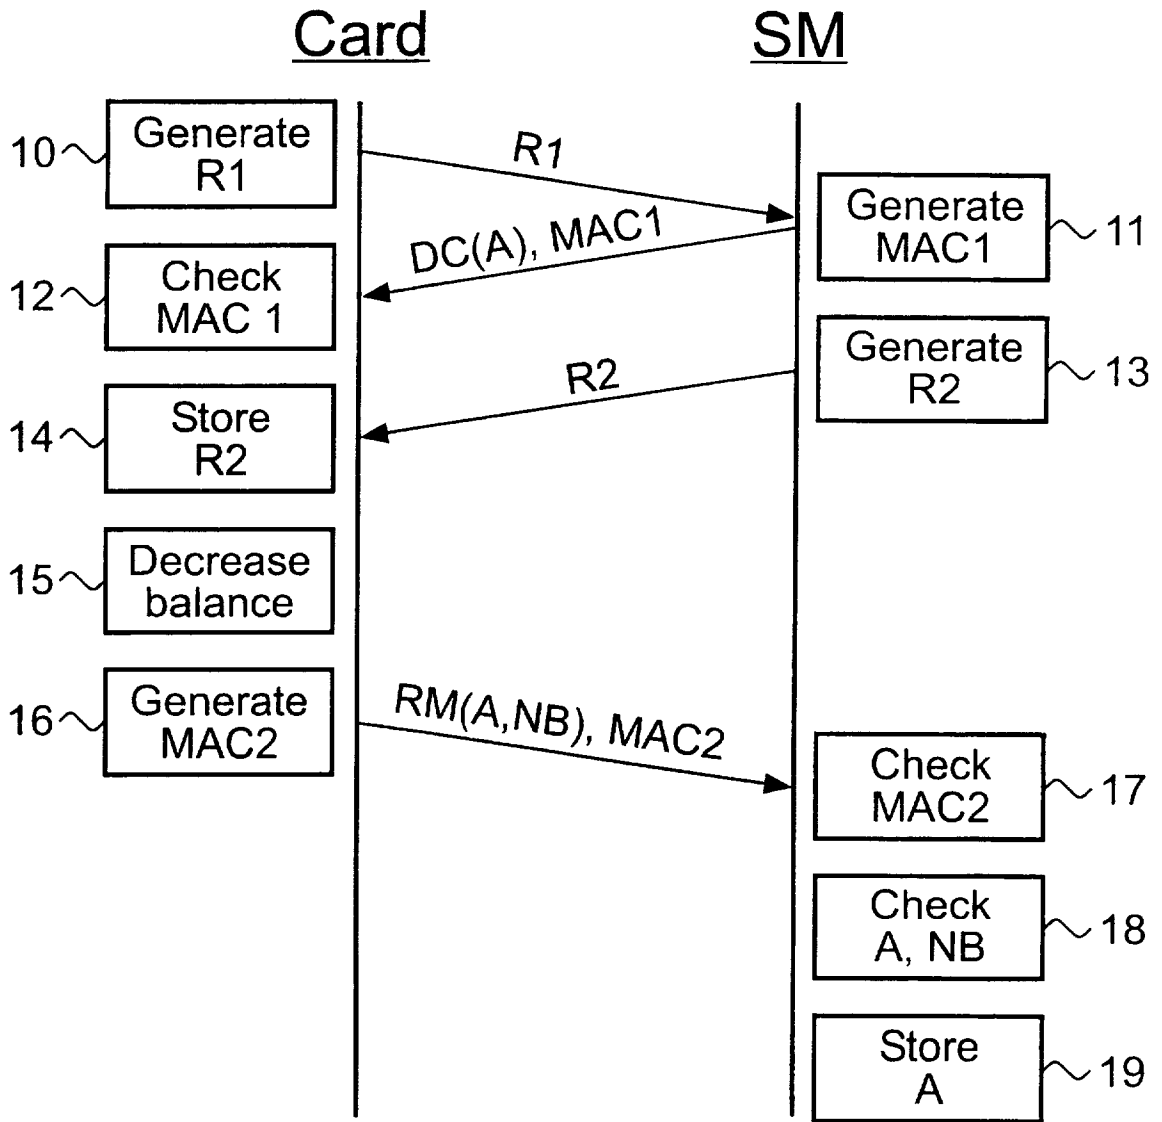 Card
SM
10
Generate
R1
R1
Generate
MAC1
11
DC(A), MAC1
12
Check
MAC 1
Generate
R2
13
R2
14
Store
R2
15
Decrease
balance
16
Generate
MAC2
RM(A,NB), MAC2
Check
MAC2
17
Check
A, NB
18
Store
A
19